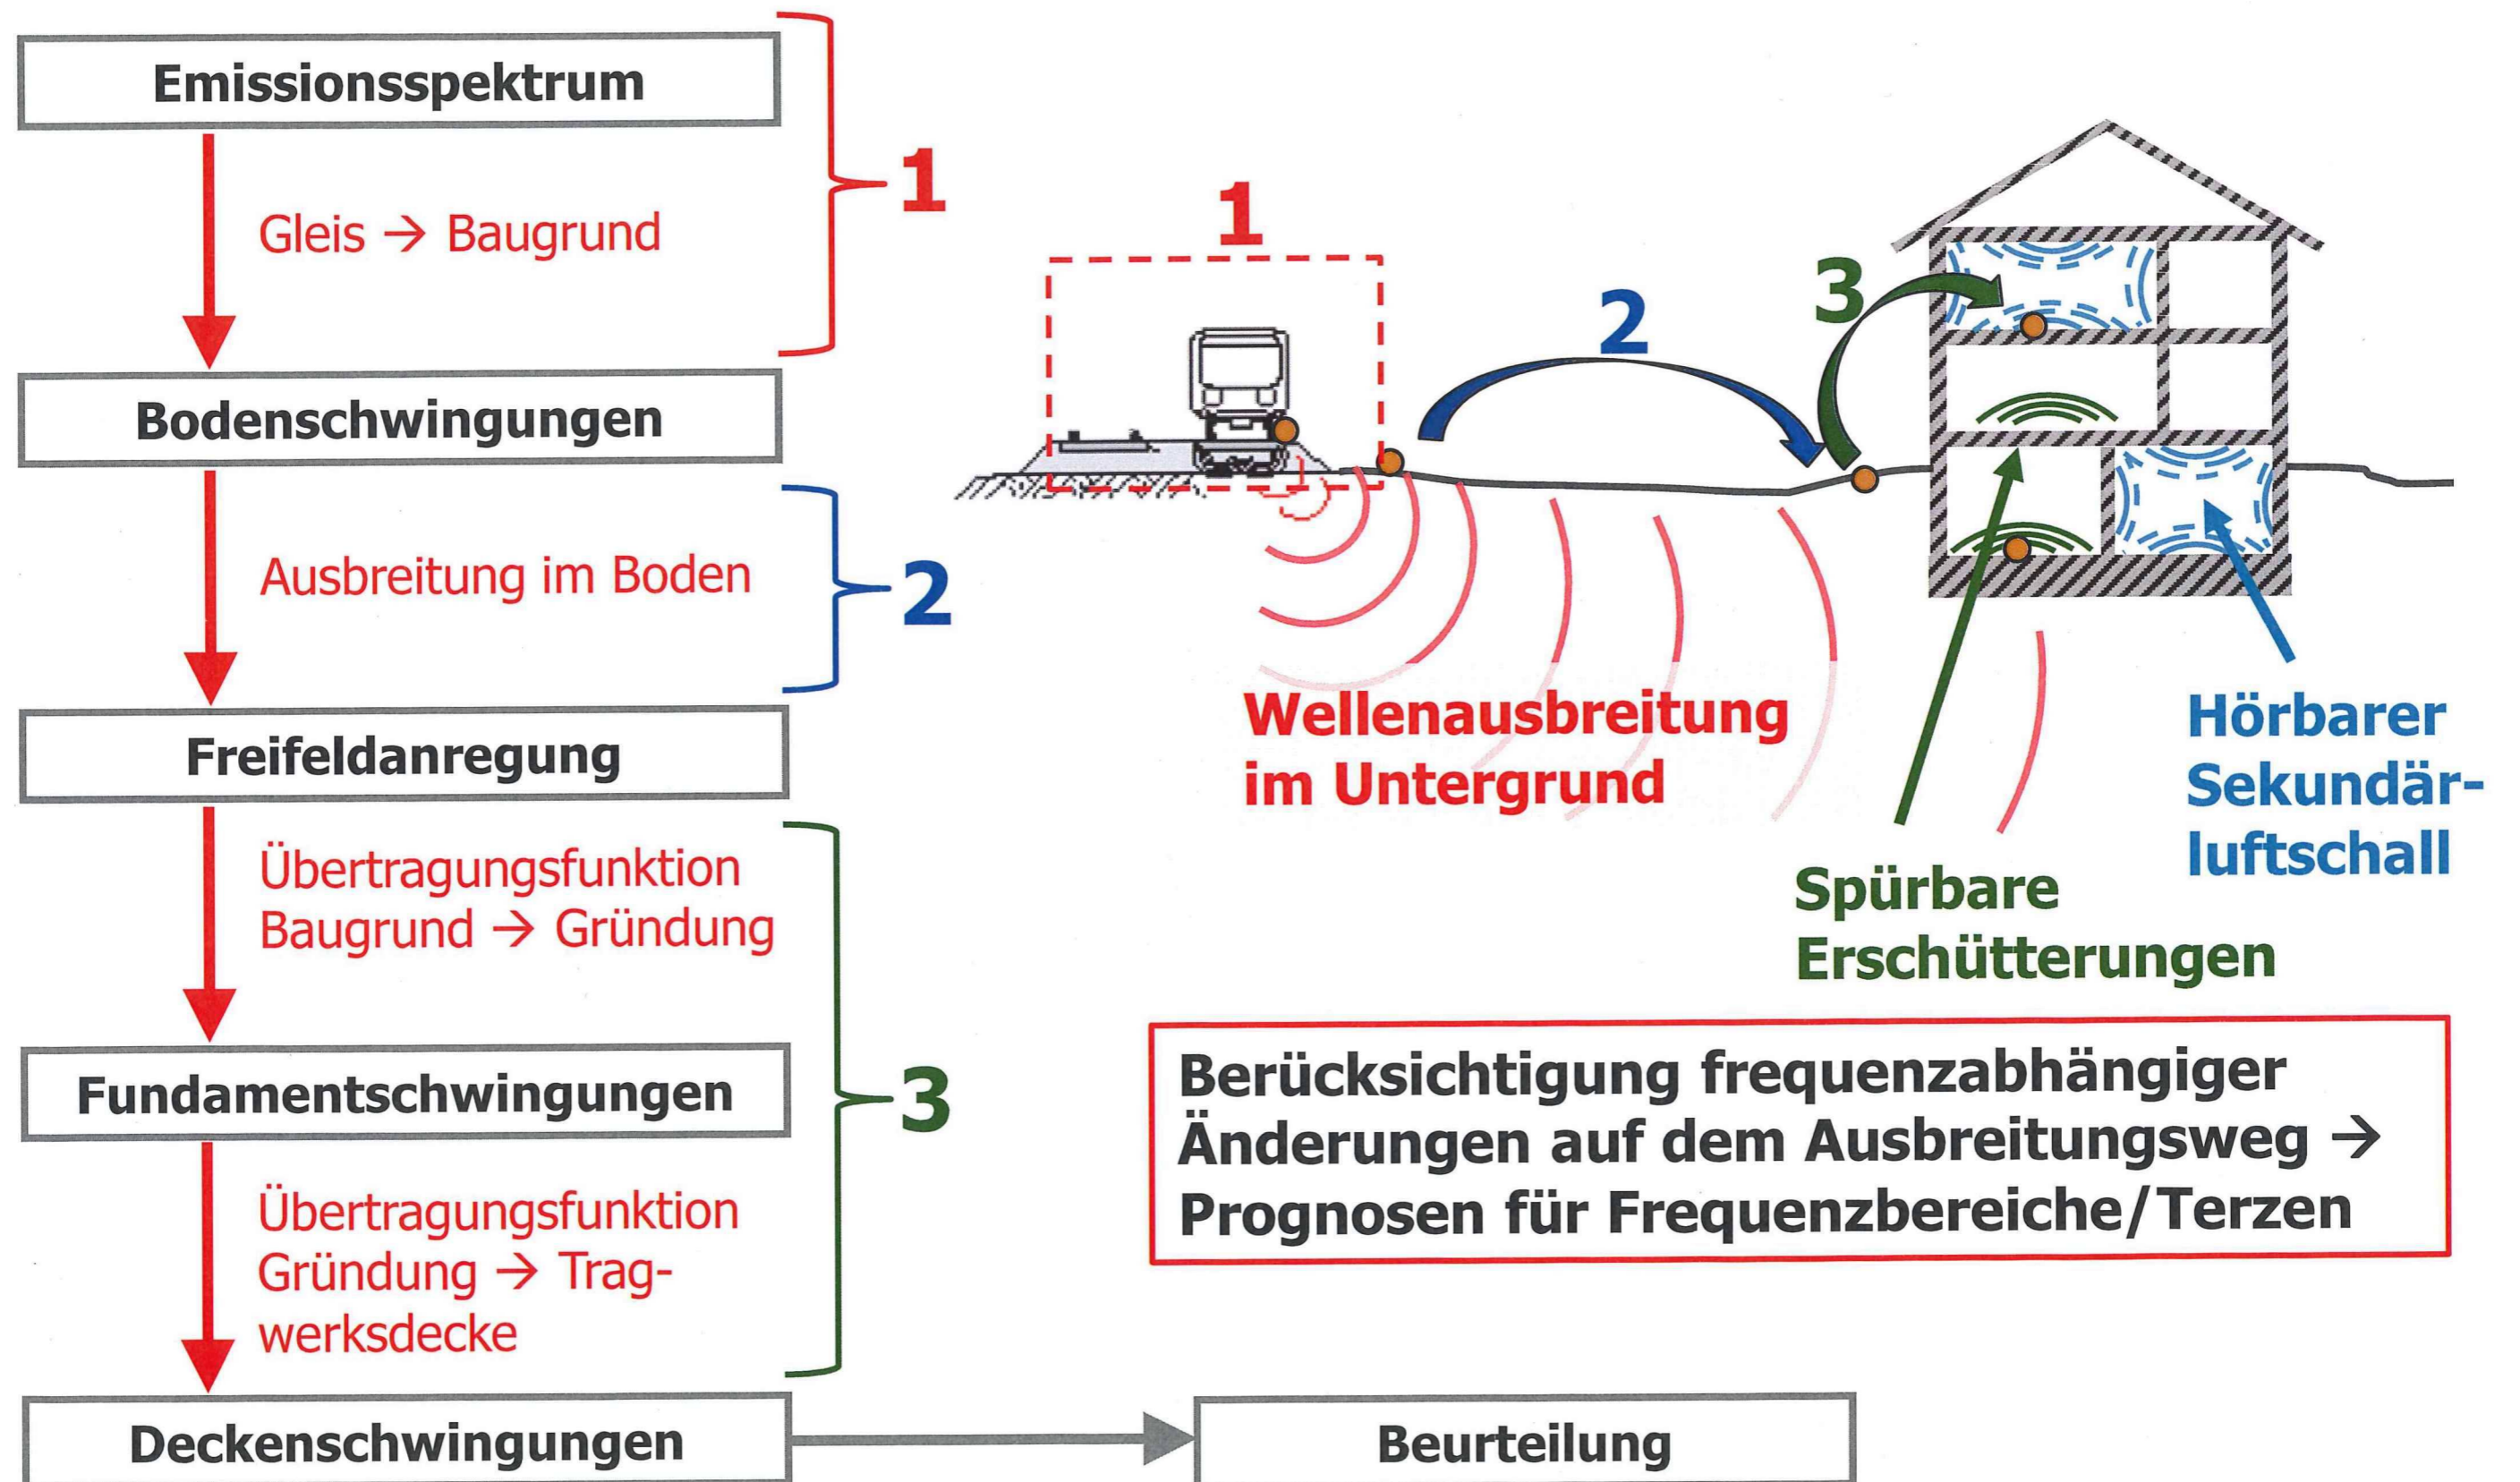 Emissionsspektrum
Gleis → Baugrund
1
Bodenschwingungen
Ausbreitung im Boden
2
Freifeldanregung
Übertragungsfunktion
Baugrund → Gründung
Fundamentschwingungen
3
Übertragungsfunktion
Gründung → Trag-
werksdecke
Deckenschwingungen
Beurteilung
1
2
3
Wellenausbreitung
im Untergrund
Hörbarer
Sekundär-
luftschall
Spürbare
Erschütterungen
Berücksichtigung frequenzabhängiger
Änderungen auf dem Ausbreitungsweg →
Prognosen für Frequenzbereiche/Terzen